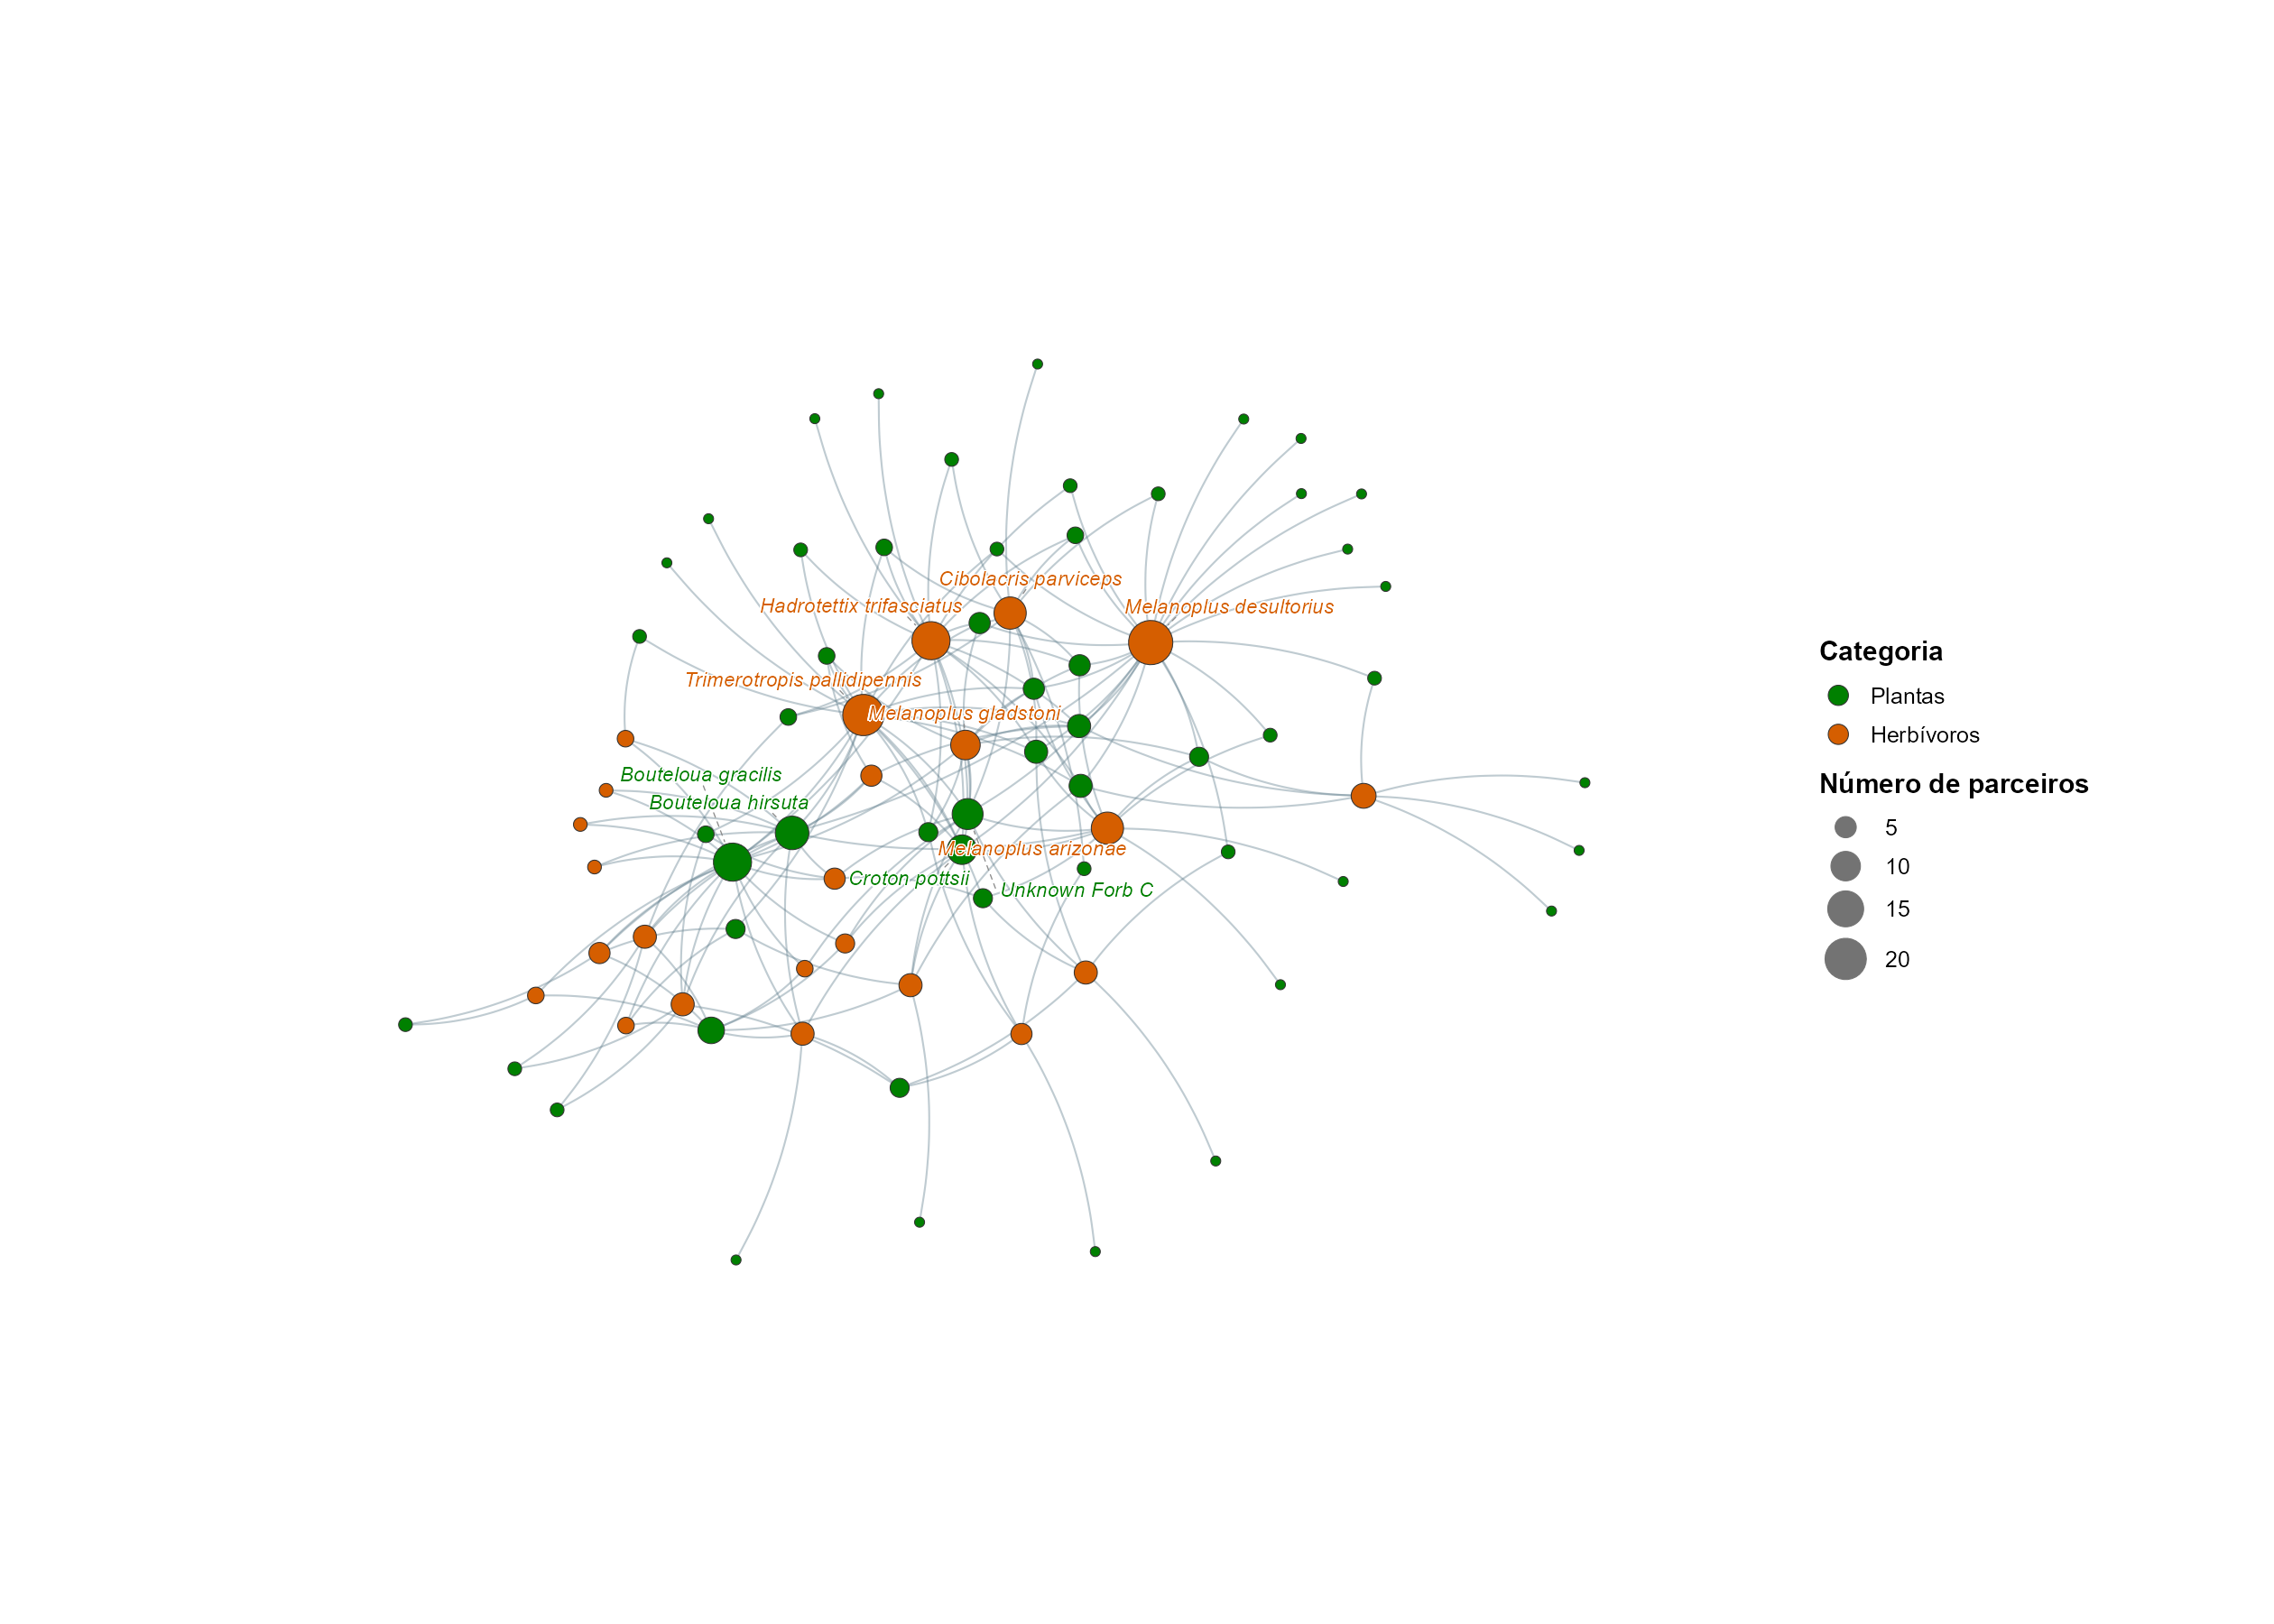 Cibolacris parviceps
Hadrotettix trifasciatus
Melanoplus desultorius
Trimerotropis pallidipennis
Melanoplus gladstoni
Bouteloua gracilis
Bouteloua hirsuta
Melanoplus arizonae
Croton pottsii
Unknown Forb C
Categoria
Plantas
Herbívoros
Número de parceiros
5
10
15
20